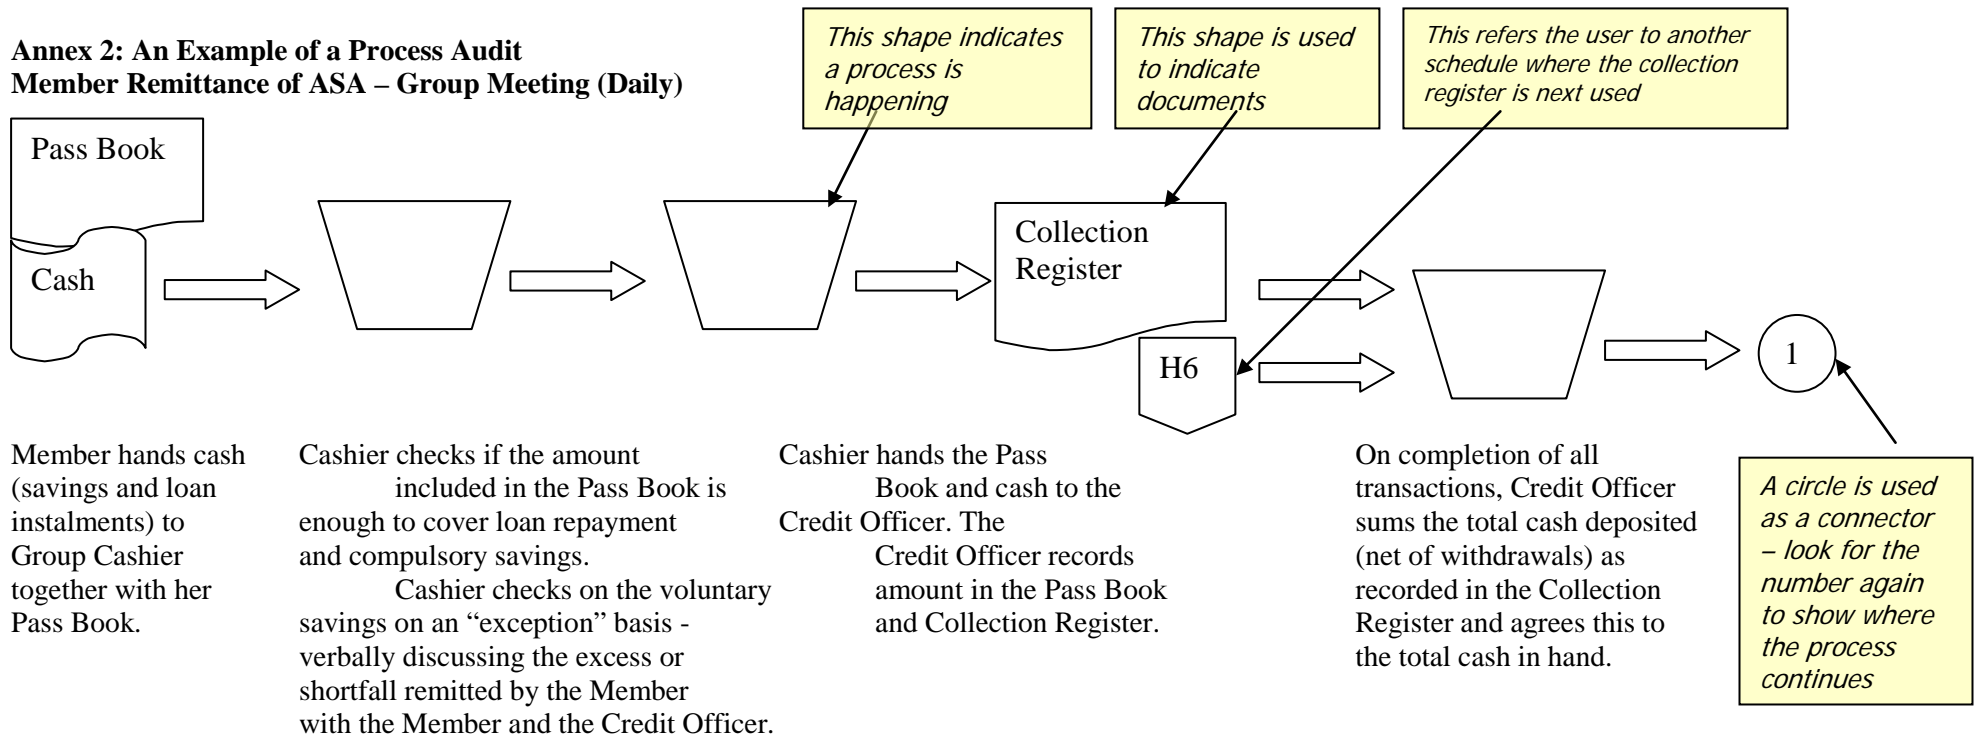 Annex 2: An Example of a Process Audit
Member Remittance of ASA – Group Meeting (Daily)
This shape indicates
a process is
happening
This shape is used
to indicate
documents
This refers the user to another
schedule where the collection
register is next used
Pass Book
Cash
Collection
Register
H6
1
Member hands cash
(savings and loan
instalments) to
Group Cashier
together with her
Pass Book.
Cashier checks if the amount
included in the Pass Book is
enough to cover loan repayment
and compulsory savings.
Cashier checks on the voluntary
savings on an “exception” basis -
verbally discussing the excess or
shortfall remitted by the Member
with the Member and the Credit Officer.
Cashier hands the Pass
Book and cash to the
Credit Officer. The
Credit Officer records
amount in the Pass Book
and Collection Register.
On completion of all
transactions, Credit Officer
sums the total cash deposited
(net of withdrawals) as
recorded in the Collection
Register and agrees this to
the total cash in hand.
A circle is used
as a connector
– look for the
number again
to show where
the process
continues